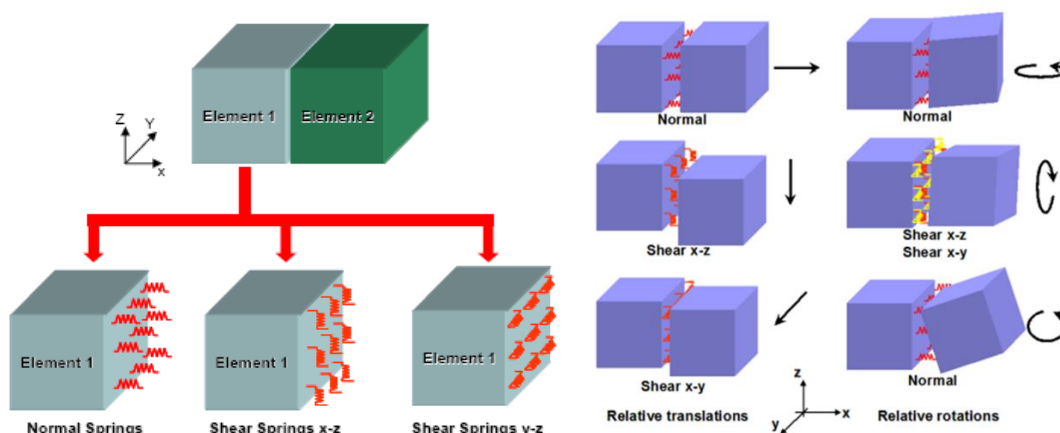 Element 1
Element 2
Z
Y
x
Element 1
Element 1
Element 1
Normal Springs
Shear Springs x-z
Shear Springs y-z
Normal
Normal
Shear x-z
Shear x-z
Shear x-y
Shear x-y
Normal
Relative translations
z
x
y
Relative rotations